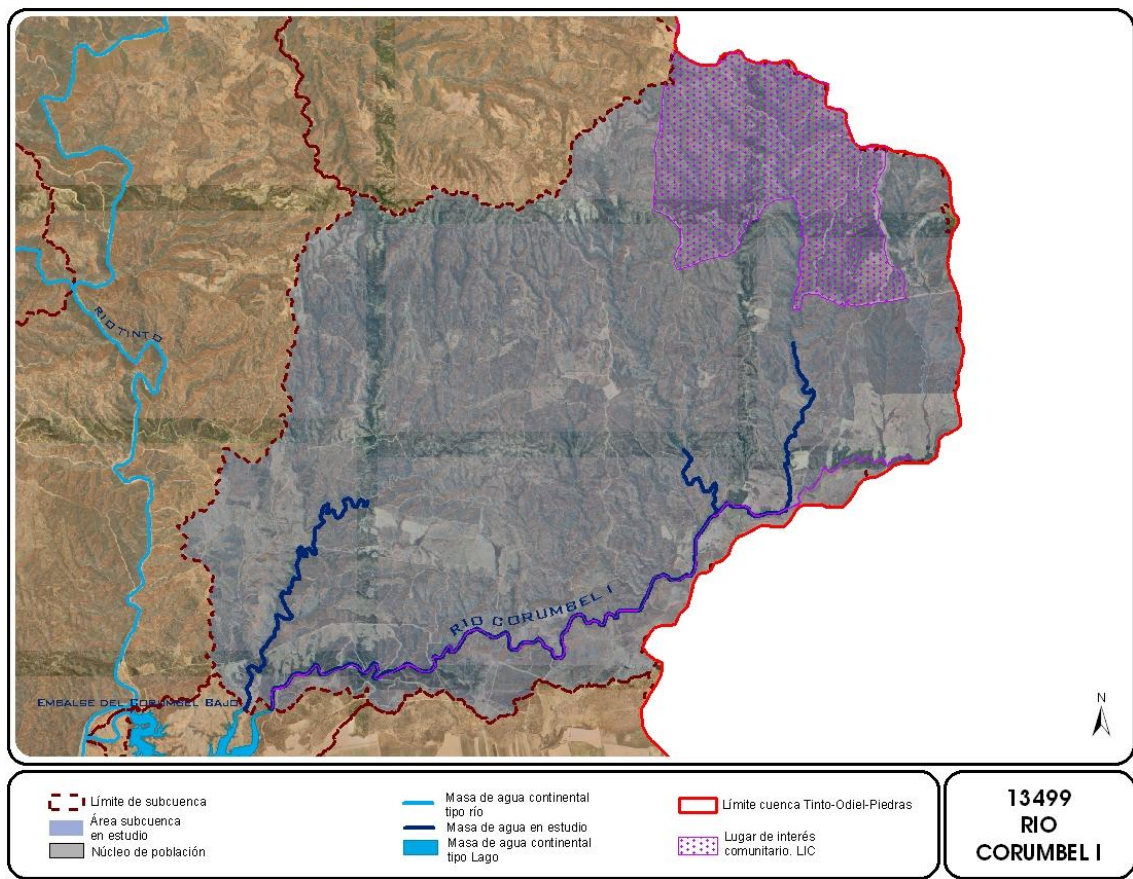 RIO TINTO
RIO CORUMBEL I
EMBALSE DEL CORUMBEL BAJO
N
Límite de subcuenca
Área subcuenca
en estudio
Núcleo de población
Masa de agua continental
tipo río
Masa de agua en estudio
Masa de agua continental
tipo Lago
Límite cuenca Tinto-Odiel-Piedras
Lugar de interés
comunitario. LIC
13499
RIO
CORUMBEL I